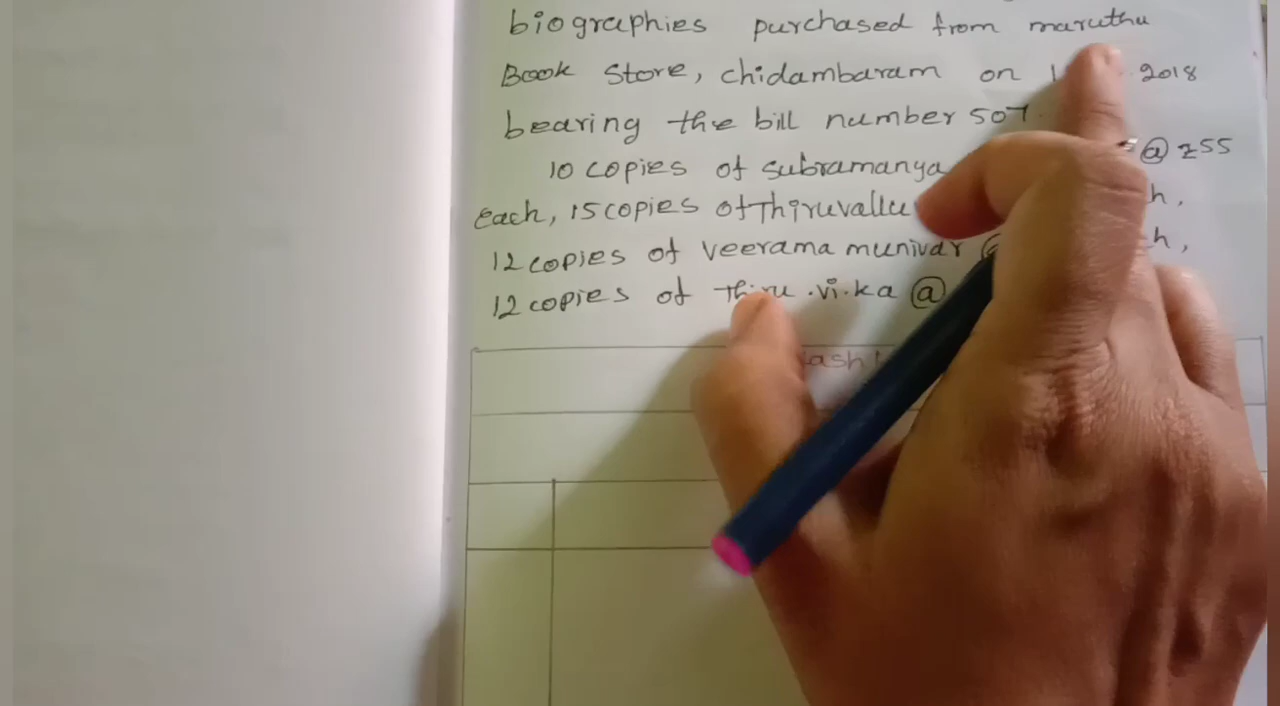 biographies purchased from maruthu
Book Store, chidambaram on 2018
bearing the bill number 507.
10 copies of subramanya @ ₹55
Each, 15 copies of Thiruvallu
12 copies of veerama munivar @
12 copies of Thiru.vi.ka @